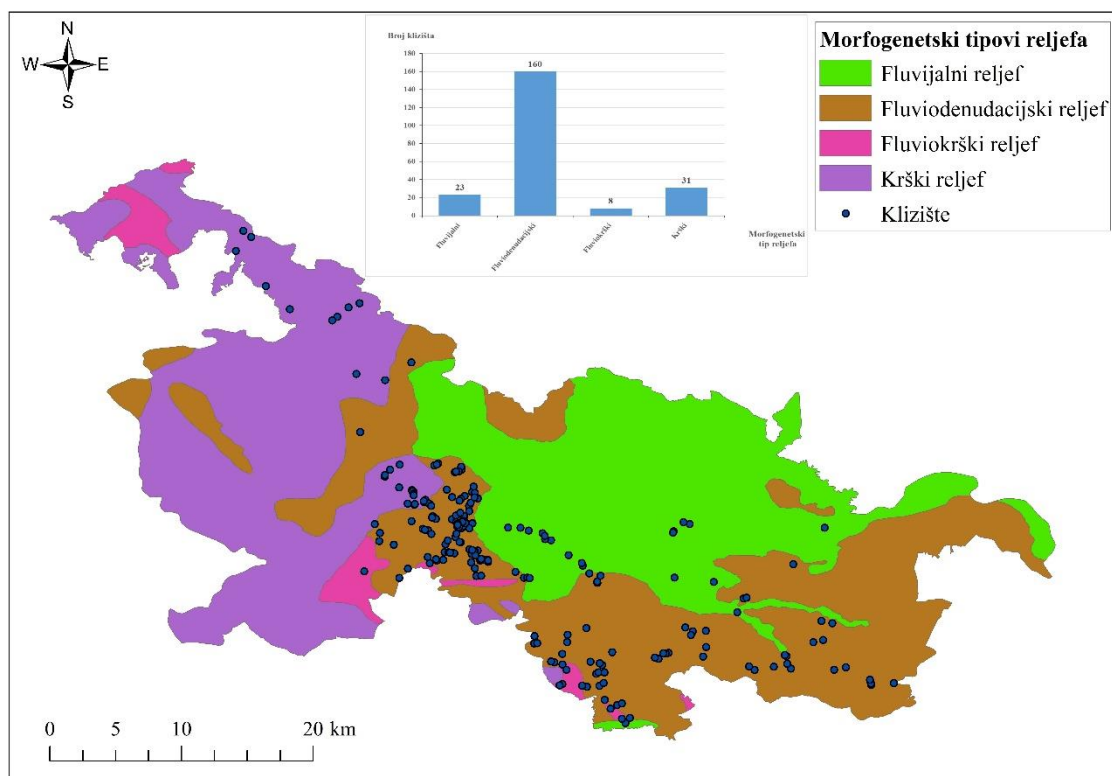 N
W E
S
Broj klizišta
180
160
140
120
100
80
60
40
20
0
23
160
8
31
Fluvijalni
Fluviodenudacijski
Fluviokrški
Krški
Morfogenetski
tip reljefa
Morfogenetski tipovi reljefa
Fluvijalni reljef
Fluviodenudacijski reljef
Fluviokrški reljef
Krški reljef
Klizište
0 5 10 20 km